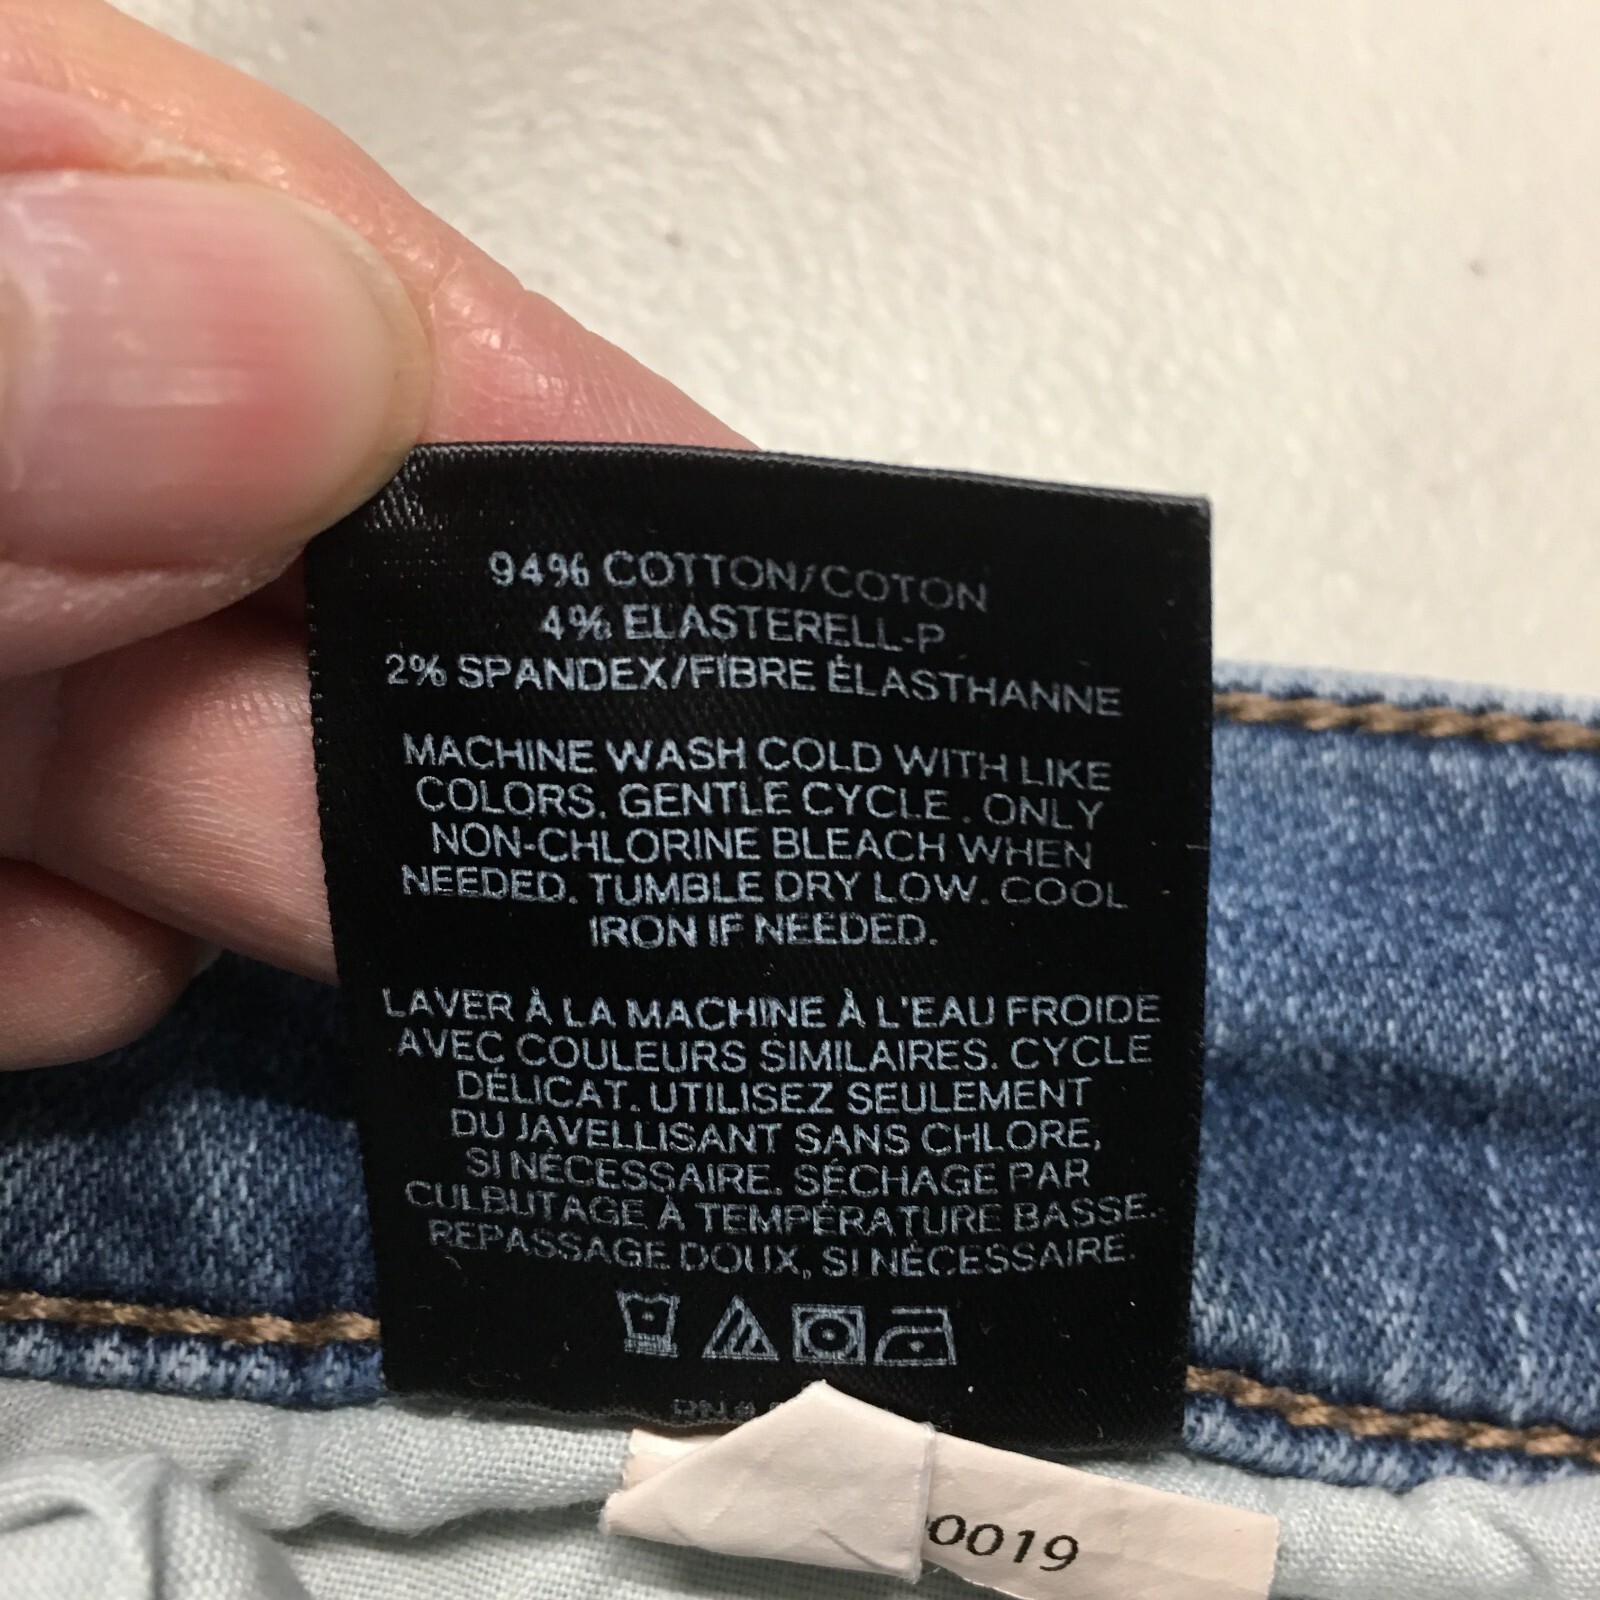 94% COTTON/COTON
4% ELASTERELL-P
2% SPANDEX/FIBRE ÉLASTHANNE
MACHINE WASH COLD WITH LIKE
COLORS. GENTLE CYCLE . ONLY
NON-CHLORINE BLEACH WHEN
NEEDED. TUMBLE DRY LOW. COOL
IRON IF NEEDED.
LAVER À LA MACHINE À L'EAU FROIDE
AVEC COULEURS SIMILAIRES. CYCLE
DÉLICAT. UTILISEZ SEULEMENT
DU JAVELLISANT SANS CHLORE,
SI NÉCESSAIRE. SÉCHAGE PAR
CULBUTAGE À TEMPÉRATURE BASSE.
REPASSAGE DOUX, SI NÉCESSAIRE.
0019